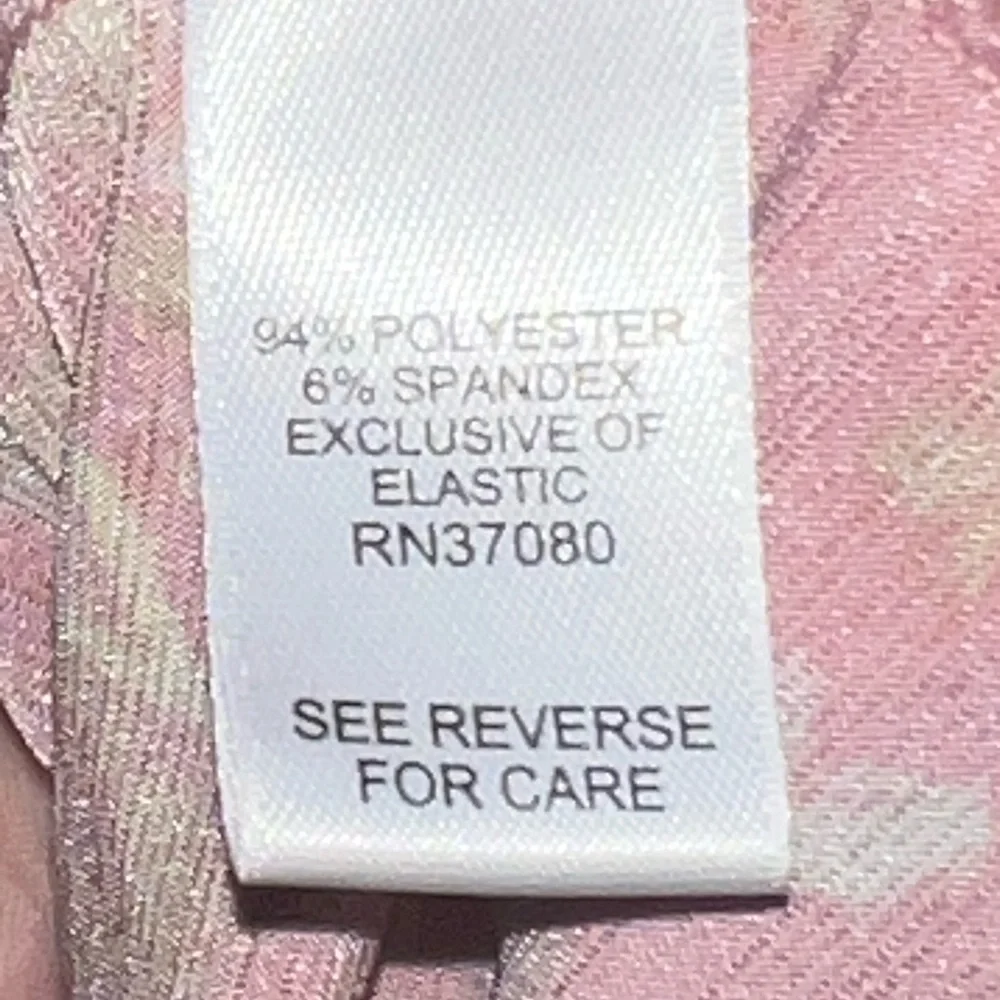 94% POLYESTER
6% SPANDEX
EXCLUSIVE OF
ELASTIC
RN37080
SEE REVERSE
FOR CARE